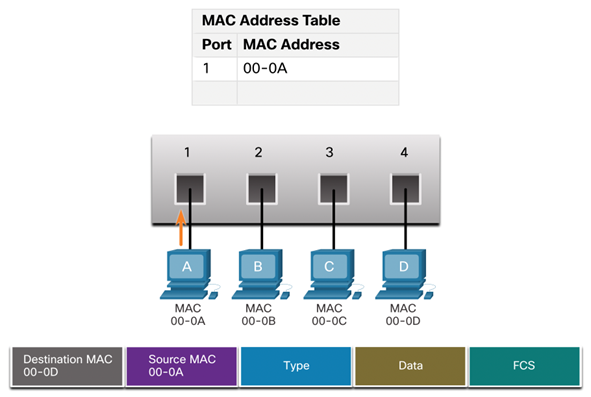 MAC Address Table
Port MAC Address
1 00-0A
1 2 3 4
A B C D
MAC MAC MAC MAC
00-0A 00-0B 00-0C 00-0D
Destination MAC
00-0D
Source MAC
00-0A
Type
Data
FCS